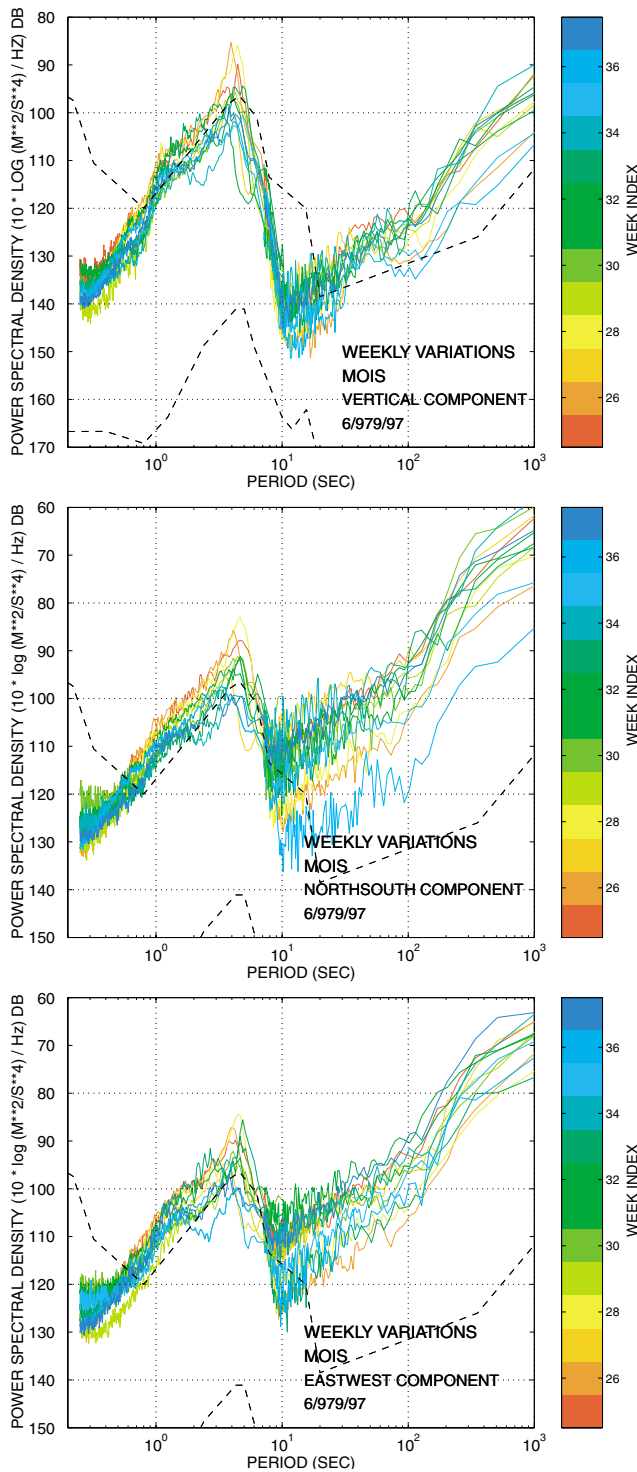 POWER SPECTRAL DENSITY (10 * LOG (M**2/S**4) / HZ) DB
80
90
100
110
120
130
140
150
160
170
WEEKLY VARIATIONS
MOIS
VERTICAL COMPONENT
6/979/97
10^0 10^1 10^2 10^3
PERIOD (SEC)
36
34
32
30
28
26
WEEK INDEX
POWER SPECTRAL DENSITY (10 * log (M**2/S**4) / Hz) DB
60
70
80
90
100
110
120
130
140
150
WEEKLY VARIATIONS
MOIS
NORTHSOUTH COMPONENT
6/979/97
10^0 10^1 10^2 10^3
PERIOD (SEC)
36
34
32
30
28
26
WEEK INDEX
POWER SPECTRAL DENSITY (10 * log (M**2/S**4) / Hz) DB
60
70
80
90
100
110
120
130
140
150
WEEKLY VARIATIONS
MOIS
EASTWEST COMPONENT
6/979/97
10^0 10^1 10^2 10^3
PERIOD (SEC)
36
34
32
30
28
26
WEEK INDEX